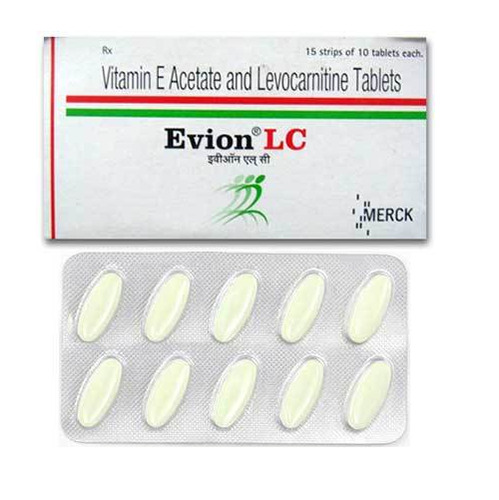 Rx
15 strips of 10 tablets each.
Vitamin E Acetate and Levocarnitine Tablets
Evion® LC
इवीऑन एल सी
MERCK